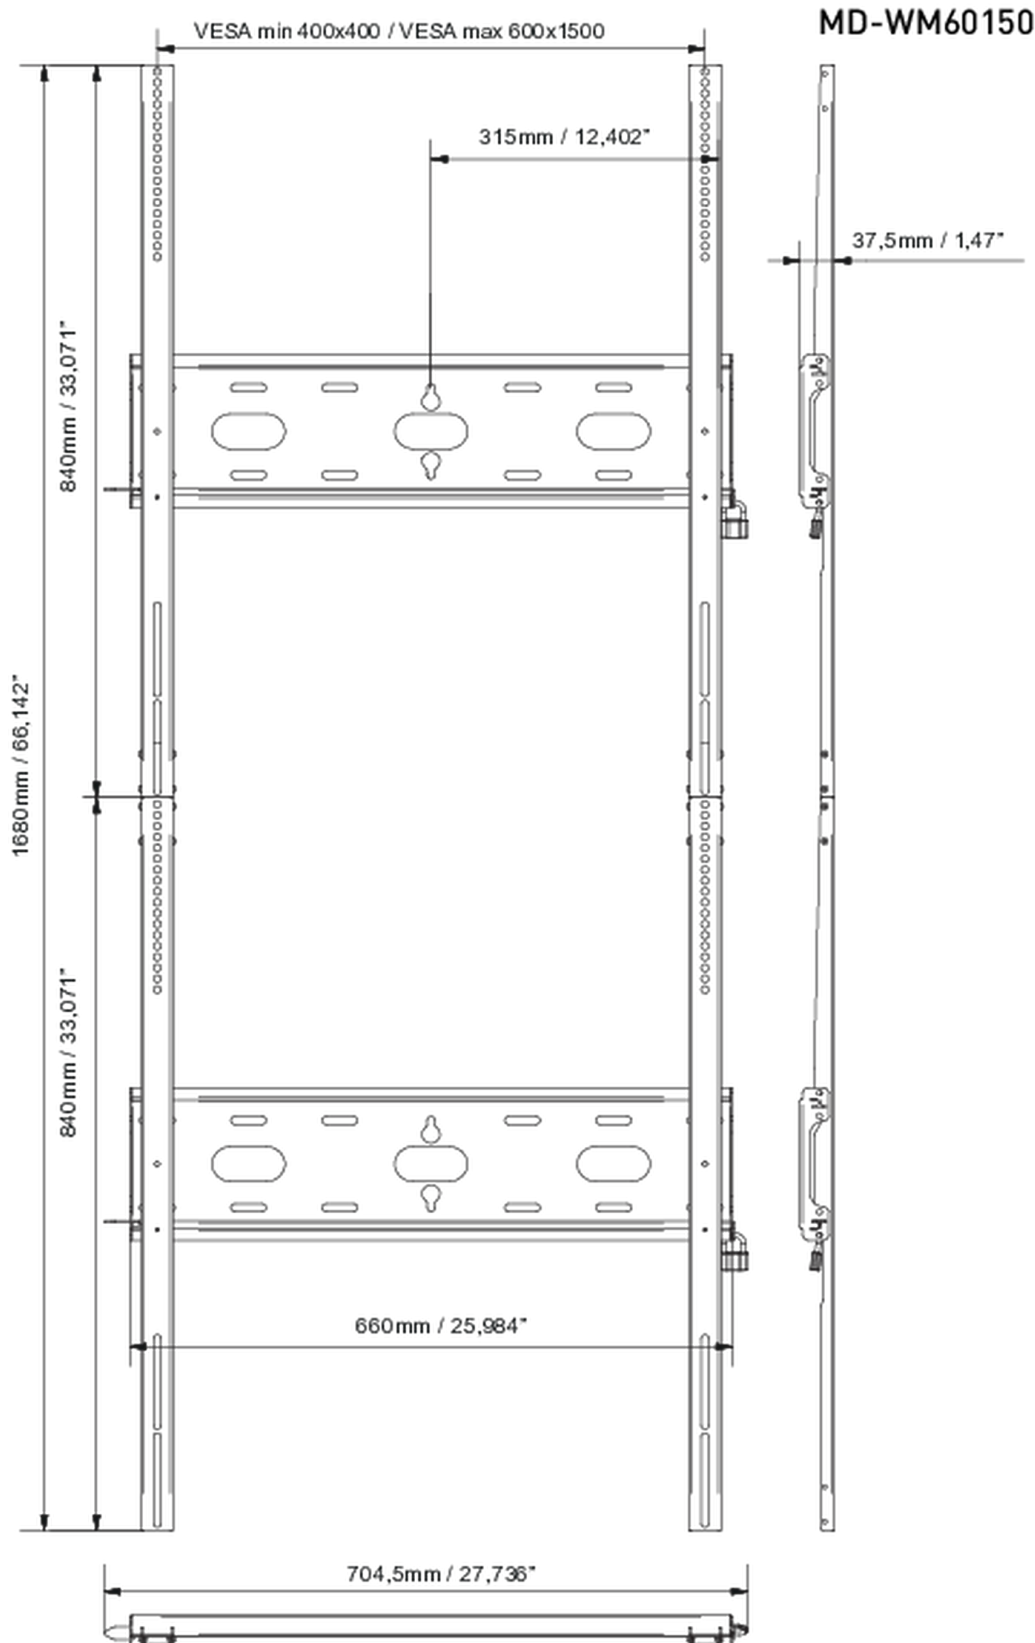 MD-WM60150
VESA min 400x400 / VESA max 600x1500
315mm / 12,402"
37,5mm / 1,47"
840mm / 33,071"
1680mm / 66,142"
840mm / 33,071"
660mm / 25,984"
704,5mm / 27,736"